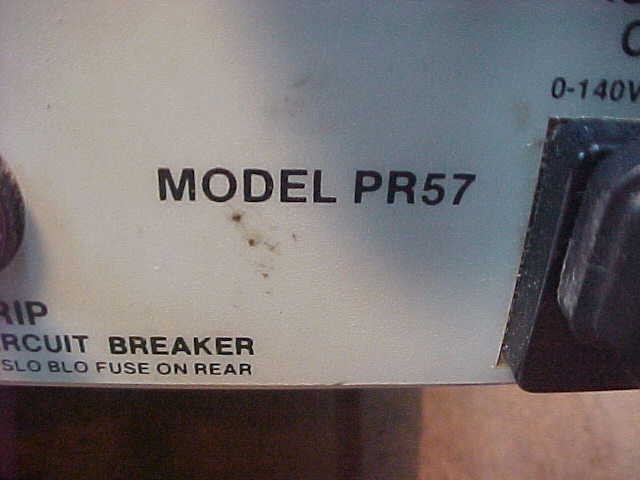 0-140V
MODEL PR57
RIP
RCUIT BREAKER
SLO BLO FUSE ON REAR